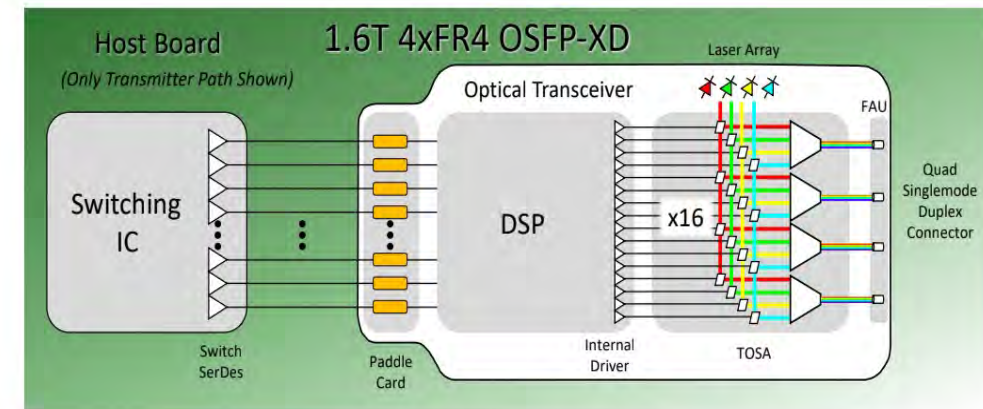 Host Board
(Only Transmitter Path Shown)
1.6T 4xFR4 OSFP-XD
Laser Array
Optical Transceiver
FAU
Switching
IC
DSP
x16
Quad
Singlemode
Duplex
Connector
Switch
SerDes
Paddle
Card
Internal
Driver
TOSA